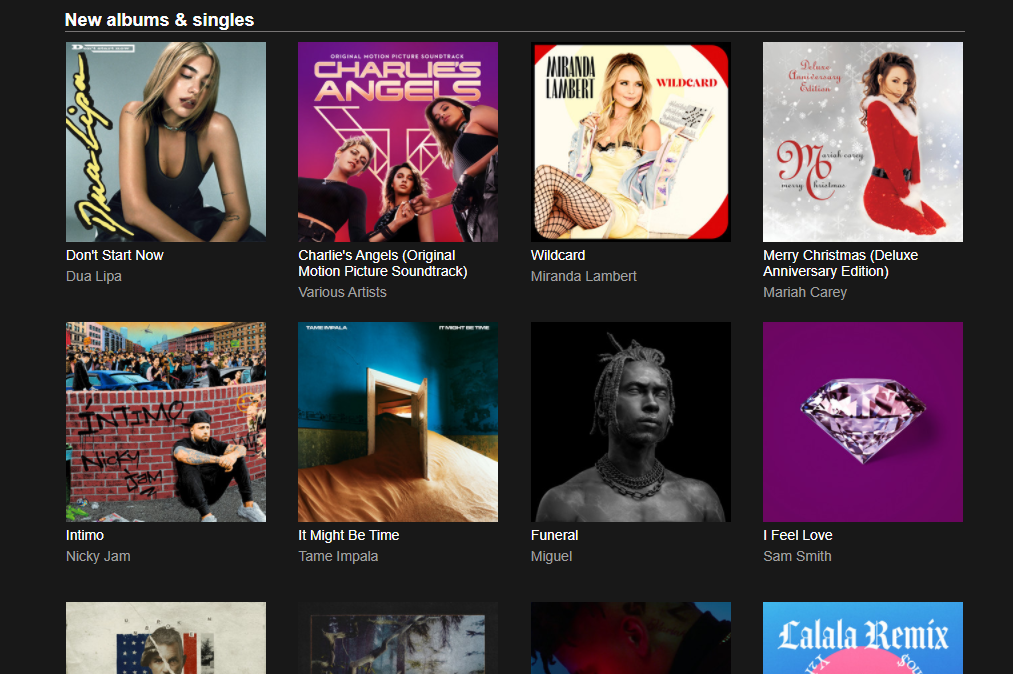 New albums & singles
DON'T START NOW
Dua Lipa
ORIGINAL MOTION PICTURE SOUNDTRACK
CHARLIE'S
ANGELS
MIRANDA
LAMBERT
WILDCARD
Deluxe
Anniversary
Edition
Mariah carey
merry Christmas
Don't Start Now
Dua Lipa
Charlie's Angels (Original
Motion Picture Soundtrack)
Various Artists
Wildcard
Miranda Lambert
Merry Christmas (Deluxe
Anniversary Edition)
Mariah Carey
ÍNTIMO
Nicky
Jam
TAME IMPALA
IT MIGHT BE TIME
Intimo
Nicky Jam
It Might Be Time
Tame Impala
Funeral
Miguel
I Feel Love
Sam Smith
Lalala Remix